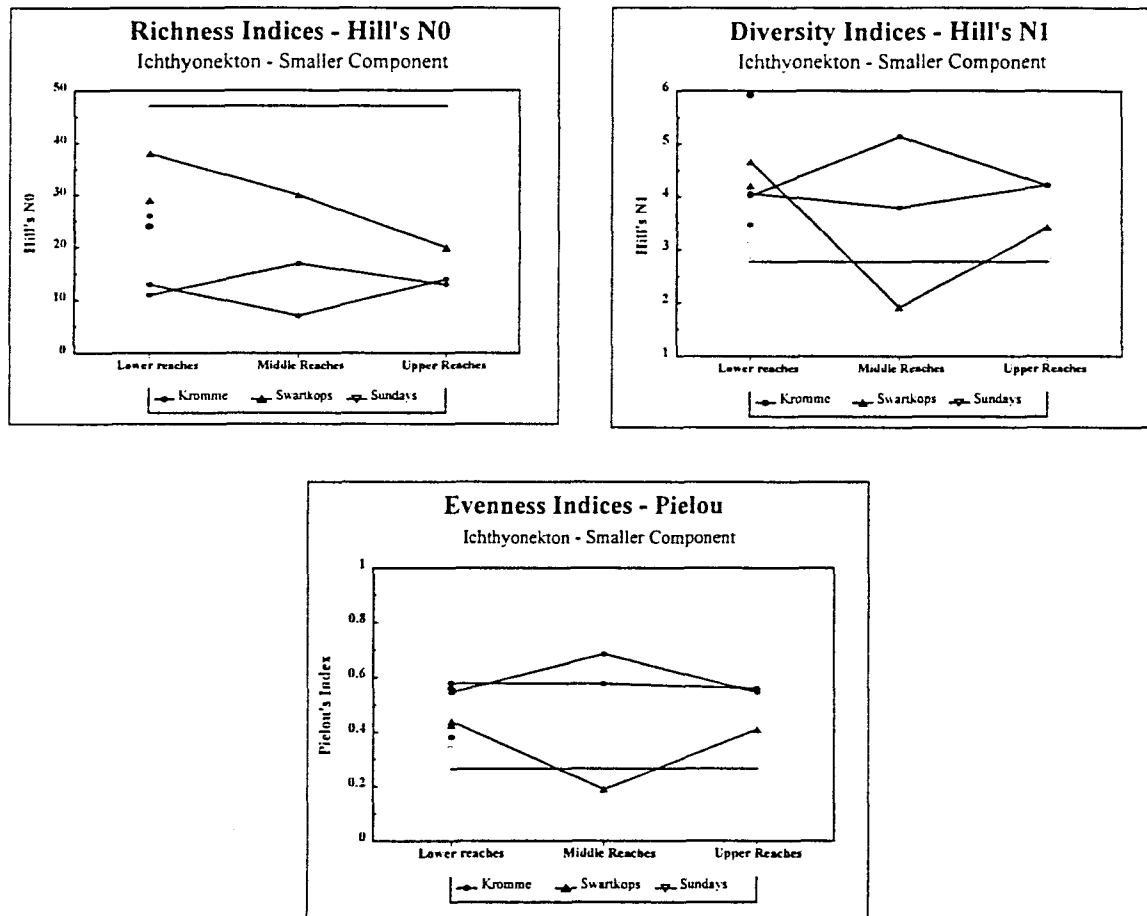 Richness Indices - Hill's N0
Ichthyonekton - Smaller Component
Hill's N0
50
40
30
20
10
0
Lower reaches Middle Reaches Upper Reaches
Kromme Swartkops Sundays
Diversity Indices - Hill's N1
Ichthyonekton - Smaller Component
Hill's N1
6
5
4
3
2
1
Lower reaches Middle Reaches Upper Reaches
Kromme Swartkops Sundays
Evenness Indices - Pielou
Ichthyonekton - Smaller Component
Pielou's Index
1
0.8
0.6
0.4
0.2
0
Lower reaches Middle Reaches Upper Reaches
Kromme Swartkops Sundays